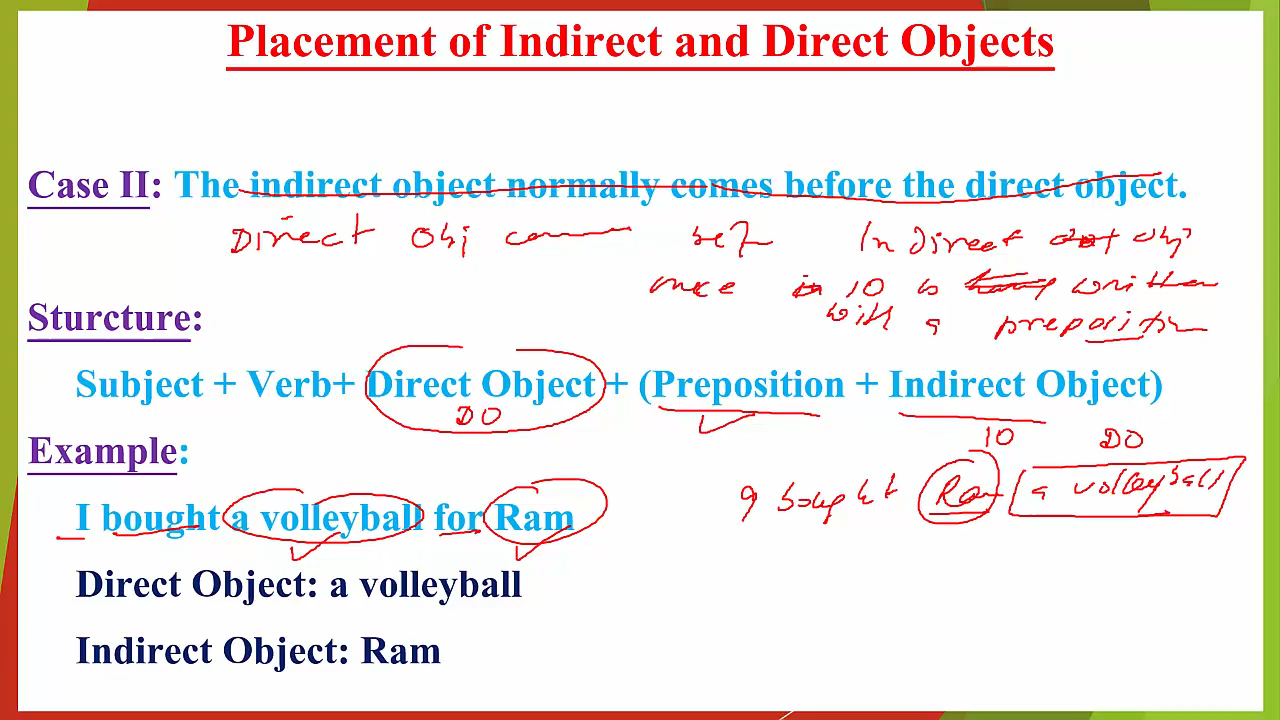 Placement of Indirect and Direct Objects
Case II: The indirect object normally comes before the direct object.
Direct Obj before Indirect obj
once IO is written
with a preposition
Sturcture:
Subject + Verb+ Direct Object + (Preposition + Indirect Object)
DO
IO DO
Example:
I bought Ram a volleyball
I bought a volleyball for Ram
Direct Object: a volleyball
Indirect Object: Ram